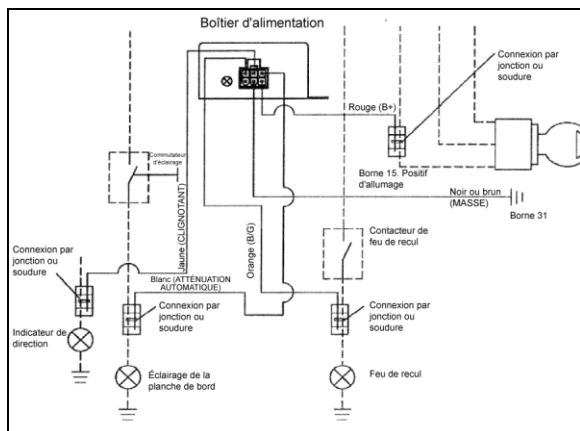 Boîtier d'alimentation
Connexion par
jonction ou
soudure
Rouge (B+)
Commutateur
d'éclairage
Borne 15. Positif
d'allumage
Noir ou brun
(MASSE)
Borne 31
Jaune (CLIGNOTANT)
Orange (B/G)
Contacteur de
feu de recul
Connexion par
jonction ou
soudure
Blanc (ATTÉNUATION
AUTOMATIQUE)
Connexion par
jonction ou
soudure
Connexion par
jonction ou
soudure
Indicateur de
direction
Éclairage de la
planche de bord
Feu de recul